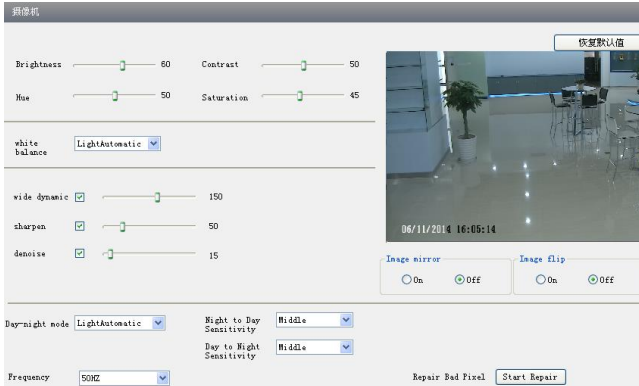 摄像机
恢复默认值
Brightness 60 Contrast 50
Hue 50 Saturation 45
white balance LightAutomatic
wide dynamic 150
sharpen 50
denoise 15
06/11/2014 16:05:14
Image mirror
On Off
Image flip
On Off
Day-night mode LightAutomatic
Night to Day Sensitivity Middle
Day to Night Sensitivity Middle
Frequency 50HZ
Repair Bad Pixel Start Repair